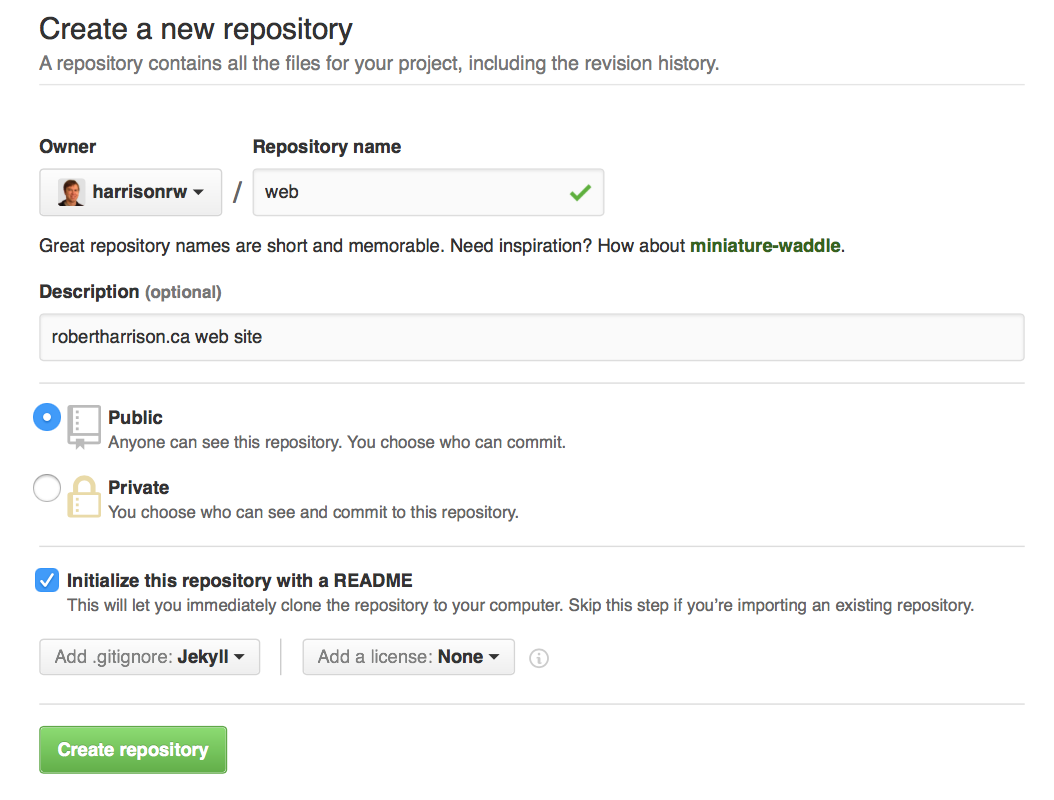 Create a new repository
A repository contains all the files for your project, including the revision history.
Owner Repository name
harrisonrw / web
Great repository names are short and memorable. Need inspiration? How about miniature-waddle.
Description (optional)
robertharrison.ca web site
Public
Anyone can see this repository. You choose who can commit.
Private
You choose who can see and commit to this repository.
Initialize this repository with a README
This will let you immediately clone the repository to your computer. Skip this step if you’re importing an existing repository.
Add .gitignore: Jekyll Add a license: None
Create repository